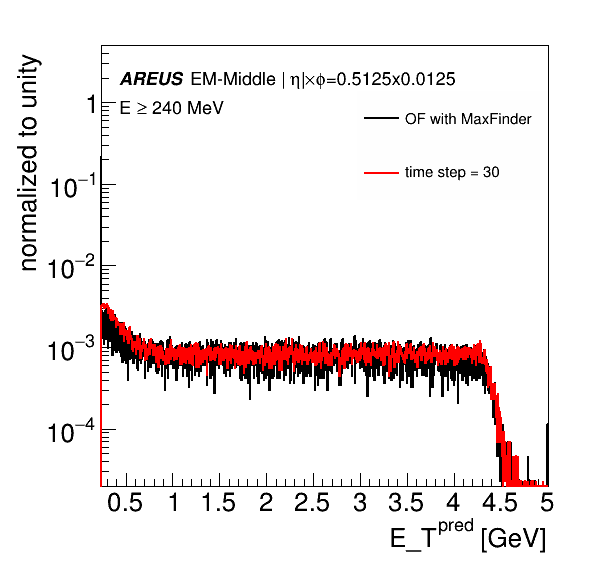 AREUS EM-Middle | η|×ϕ=0.5125x0.0125
E ≥ 240 MeV
OF with MaxFinder
time step = 30
normalized to unity
1
10⁻¹
10⁻²
10⁻³
10⁻⁴
0.5 1 1.5 2 2.5 3 3.5 4 4.5 5
E_T^pred [GeV]